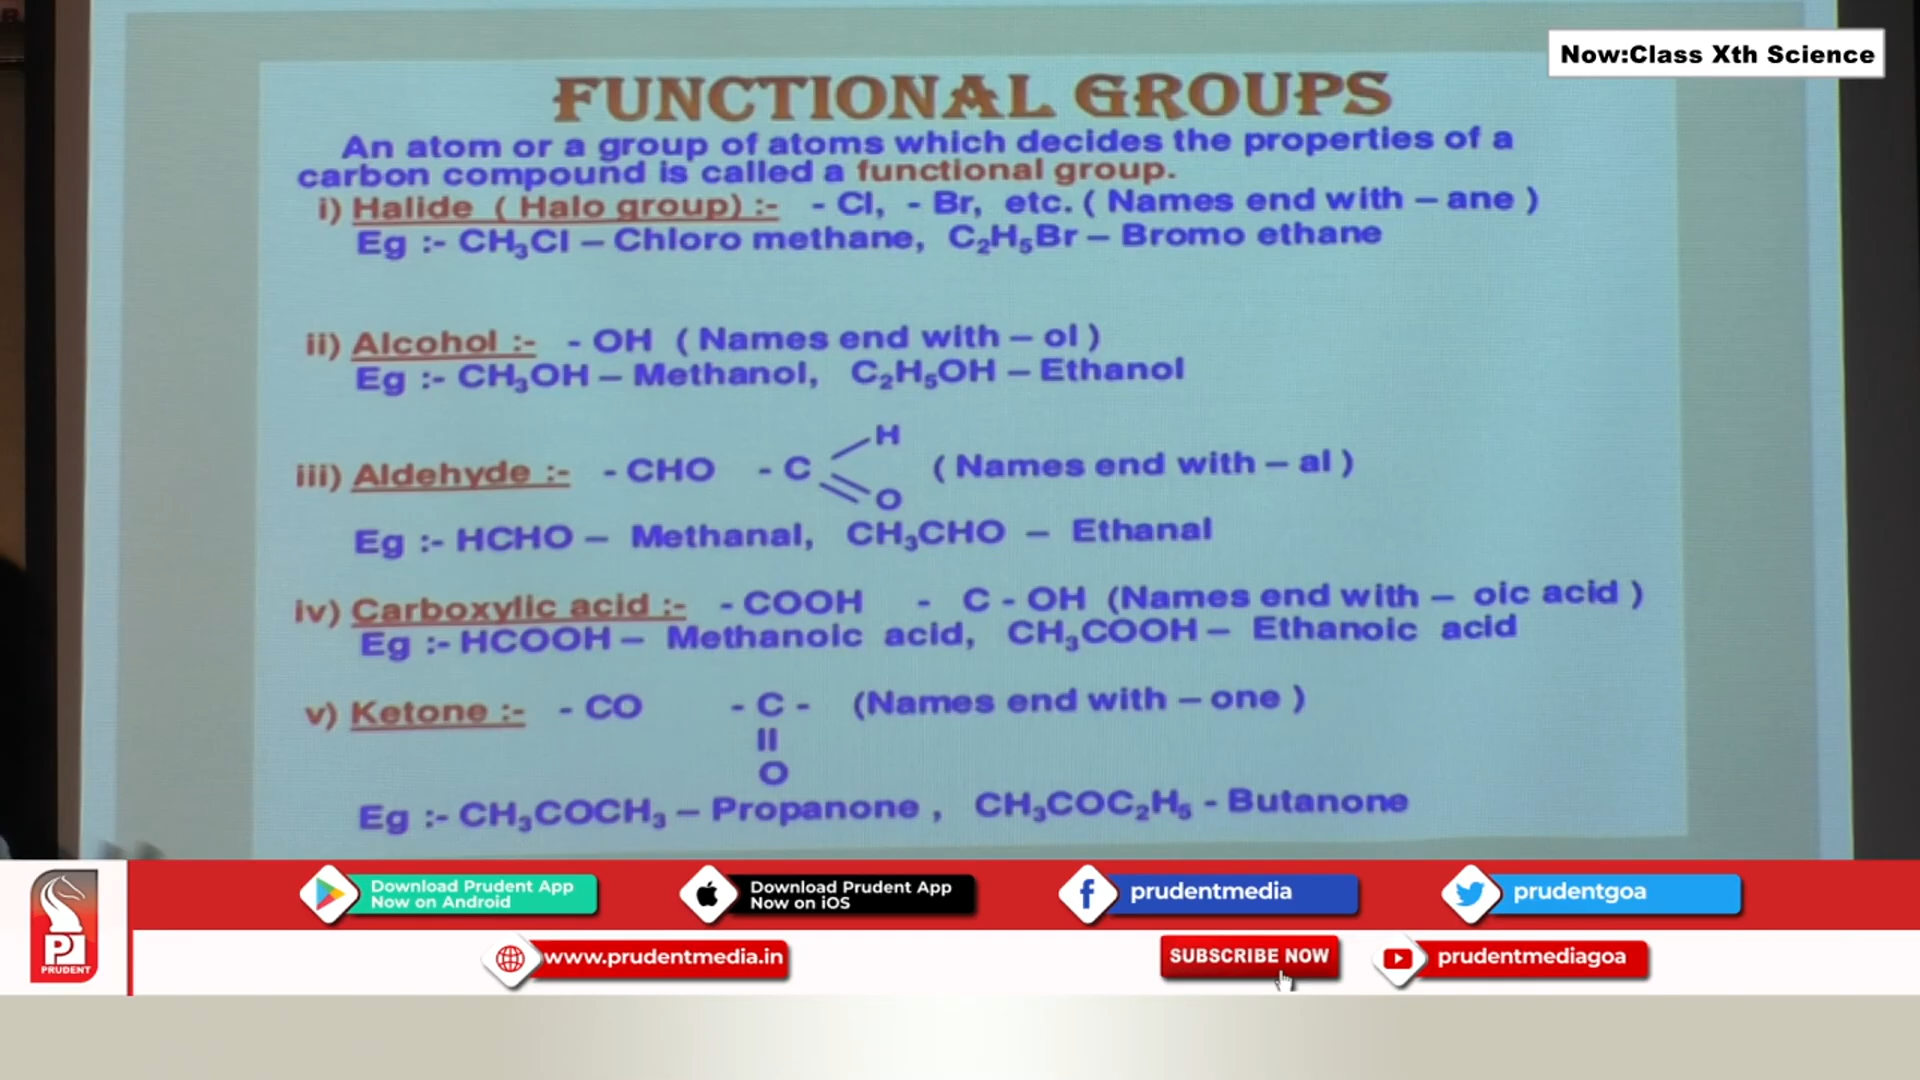 Now:Class Xth Science
FUNCTIONAL GROUPS
An atom or a group of atoms which decides the properties of a
carbon compound is called a functional group.
i) Halide ( Halo group) :- - Cl, - Br, etc. ( Names end with – ane )
Eg :- CH₃Cl – Chloro methane, C₂H₅Br – Bromo ethane
ii) Alcohol :- - OH ( Names end with – ol )
Eg :- CH₃OH – Methanol, C₂H₅OH – Ethanol
H
iii) Aldehyde :- - CHO - C ( Names end with – al )
O
Eg :- HCHO – Methanal, CH₃CHO – Ethanal
iv) Carboxylic acid :- - COOH - C - OH (Names end with – oic acid )
Eg :- HCOOH – Methanoic acid, CH₃COOH – Ethanoic acid
v) Ketone :- - CO - C - (Names end with – one )
O
Eg :- CH₃COCH₃ – Propanone , CH₃COC₂H₅ - Butanone
Download Prudent App
Now on Android
Download Prudent App
Now on iOS
prudentmedia
prudentgoa
PRUDENT
www.prudentmedia.in
SUBSCRIBE NOW
prudentmediagoa